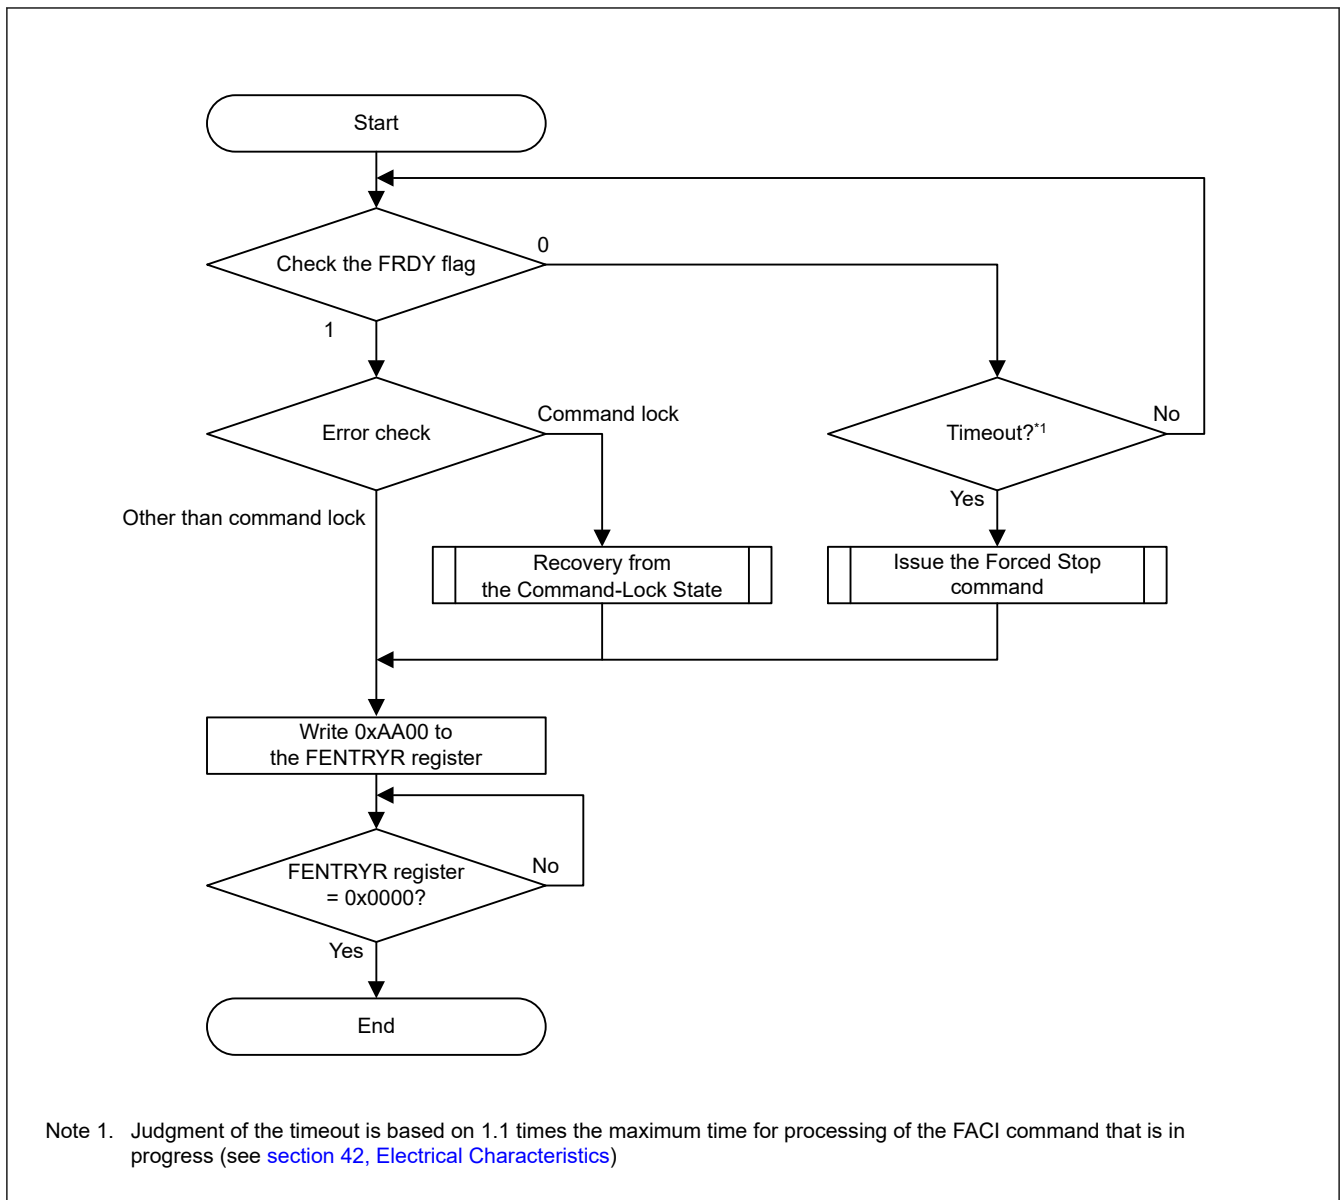 Start
Check the FRDY flag
0
1
Error check
Command lock
Timeout?*1
No
Other than command lock
Yes
Recovery from
the Command-Lock State
Issue the Forced Stop
command
Write 0xAA00 to
the FENTRYR register
FENTRYR register
= 0x0000?
No
Yes
End
Note 1. Judgment of the timeout is based on 1.1 times the maximum time for processing of the FACI command that is in
progress (see section 42, Electrical Characteristics)